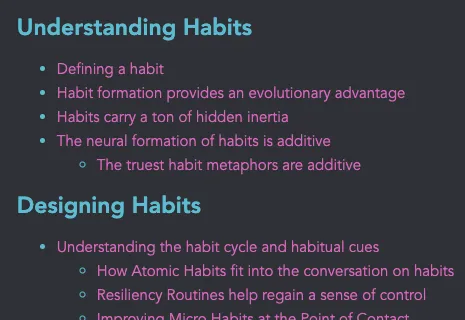 Understanding Habits
Defining a habit
Habit formation provides an evolutionary advantage
Habits carry a ton of hidden inertia
The neural formation of habits is additive
The truest habit metaphors are additive
Designing Habits
Understanding the habit cycle and habitual cues
How Atomic Habits fit into the conversation on habits
Resiliency Routines help regain a sense of control
Improving Micro Habits at the Point of Contact